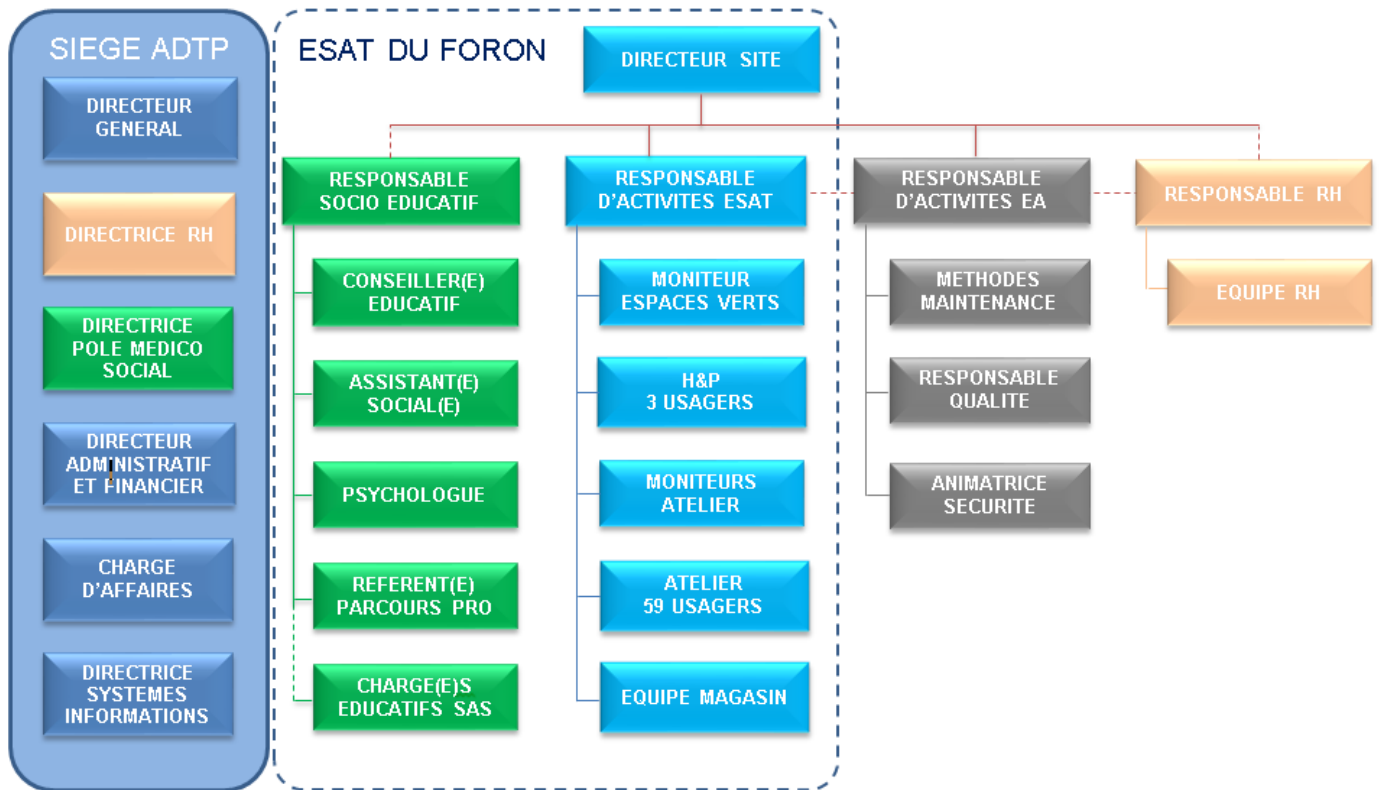 SIEGE ADTP
DIRECTEUR
GENERAL
DIRECTRICE RH
DIRECTRICE
POLE MEDICO
SOCIAL
DIRECTEUR
ADMINISTRATIF
ET FINANCIER
CHARGE
D'AFFAIRES
DIRECTRICE
SYSTEMES
INFORMATIONS
ESAT DU FORON
DIRECTEUR SITE
RESPONSABLE
SOCIO EDUCATIF
CONSEILLER(E)
EDUCATIF
ASSISTANT(E)
SOCIAL(E)
PSYCHOLOGUE
REFERENT(E)
PARCOURS PRO
CHARGE(E)S
EDUCATIFS SAS
RESPONSABLE
D'ACTIVITES ESAT
MONITEUR
ESPACES VERTS
H&P
3 USAGERS
MONITEURS
ATELIER
ATELIER
59 USAGERS
EQUIPE MAGASIN
RESPONSABLE
D'ACTIVITES EA
METHODES
MAINTENANCE
RESPONSABLE
QUALITE
ANIMATRICE
SECURITE
RESPONSABLE RH
EQUIPE RH